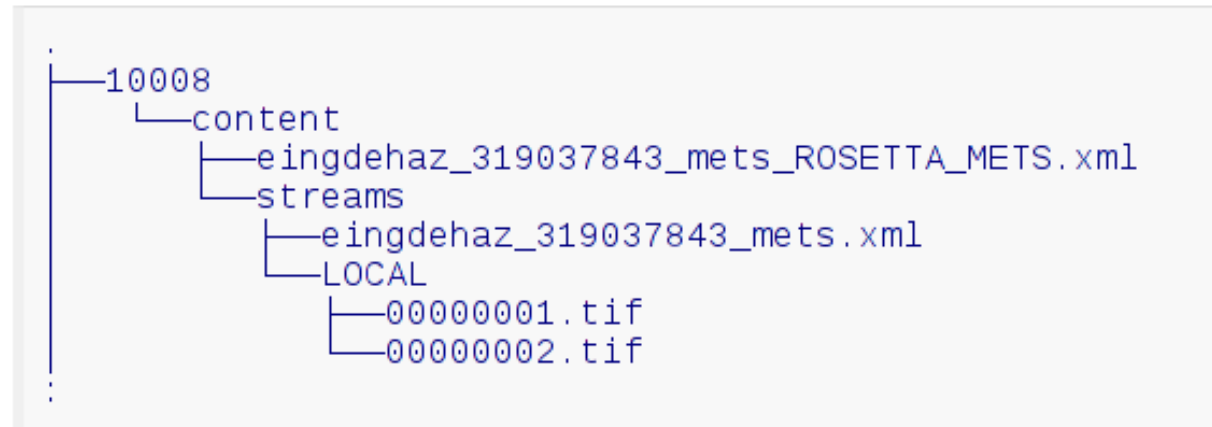 10008
content
eingdehaz_319037843_mets_ROSETTA_METS.xml
streams
eingdehaz_319037843_mets.xml
LOCAL
00000001.tif
00000002.tif